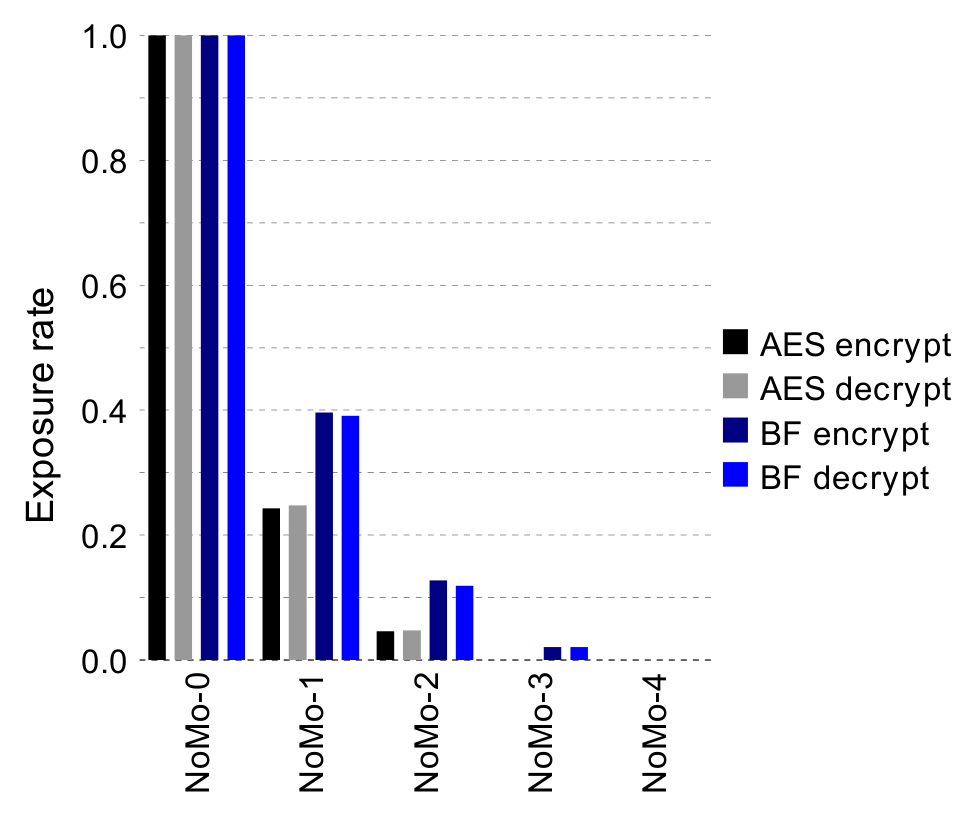 Exposure rate
1.0
0.8
0.6
0.4
0.2
0.0
NoMo-0
NoMo-1
NoMo-2
NoMo-3
NoMo-4
AES encrypt
AES decrypt
BF encrypt
BF decrypt